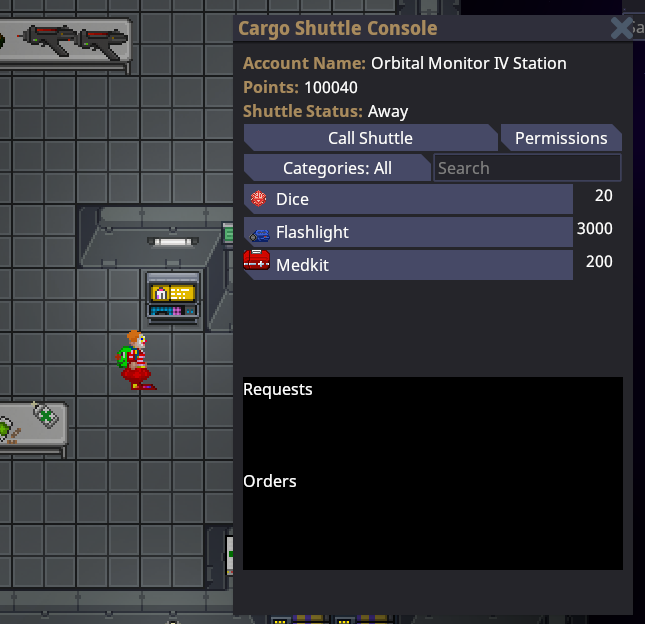 Cargo Shuttle Console
Account Name: Orbital Monitor IV Station
Points: 100040
Shuttle Status: Away
Call Shuttle Permissions
Categories: All Search
Dice 20
Flashlight 3000
Medkit 200
Requests
Orders